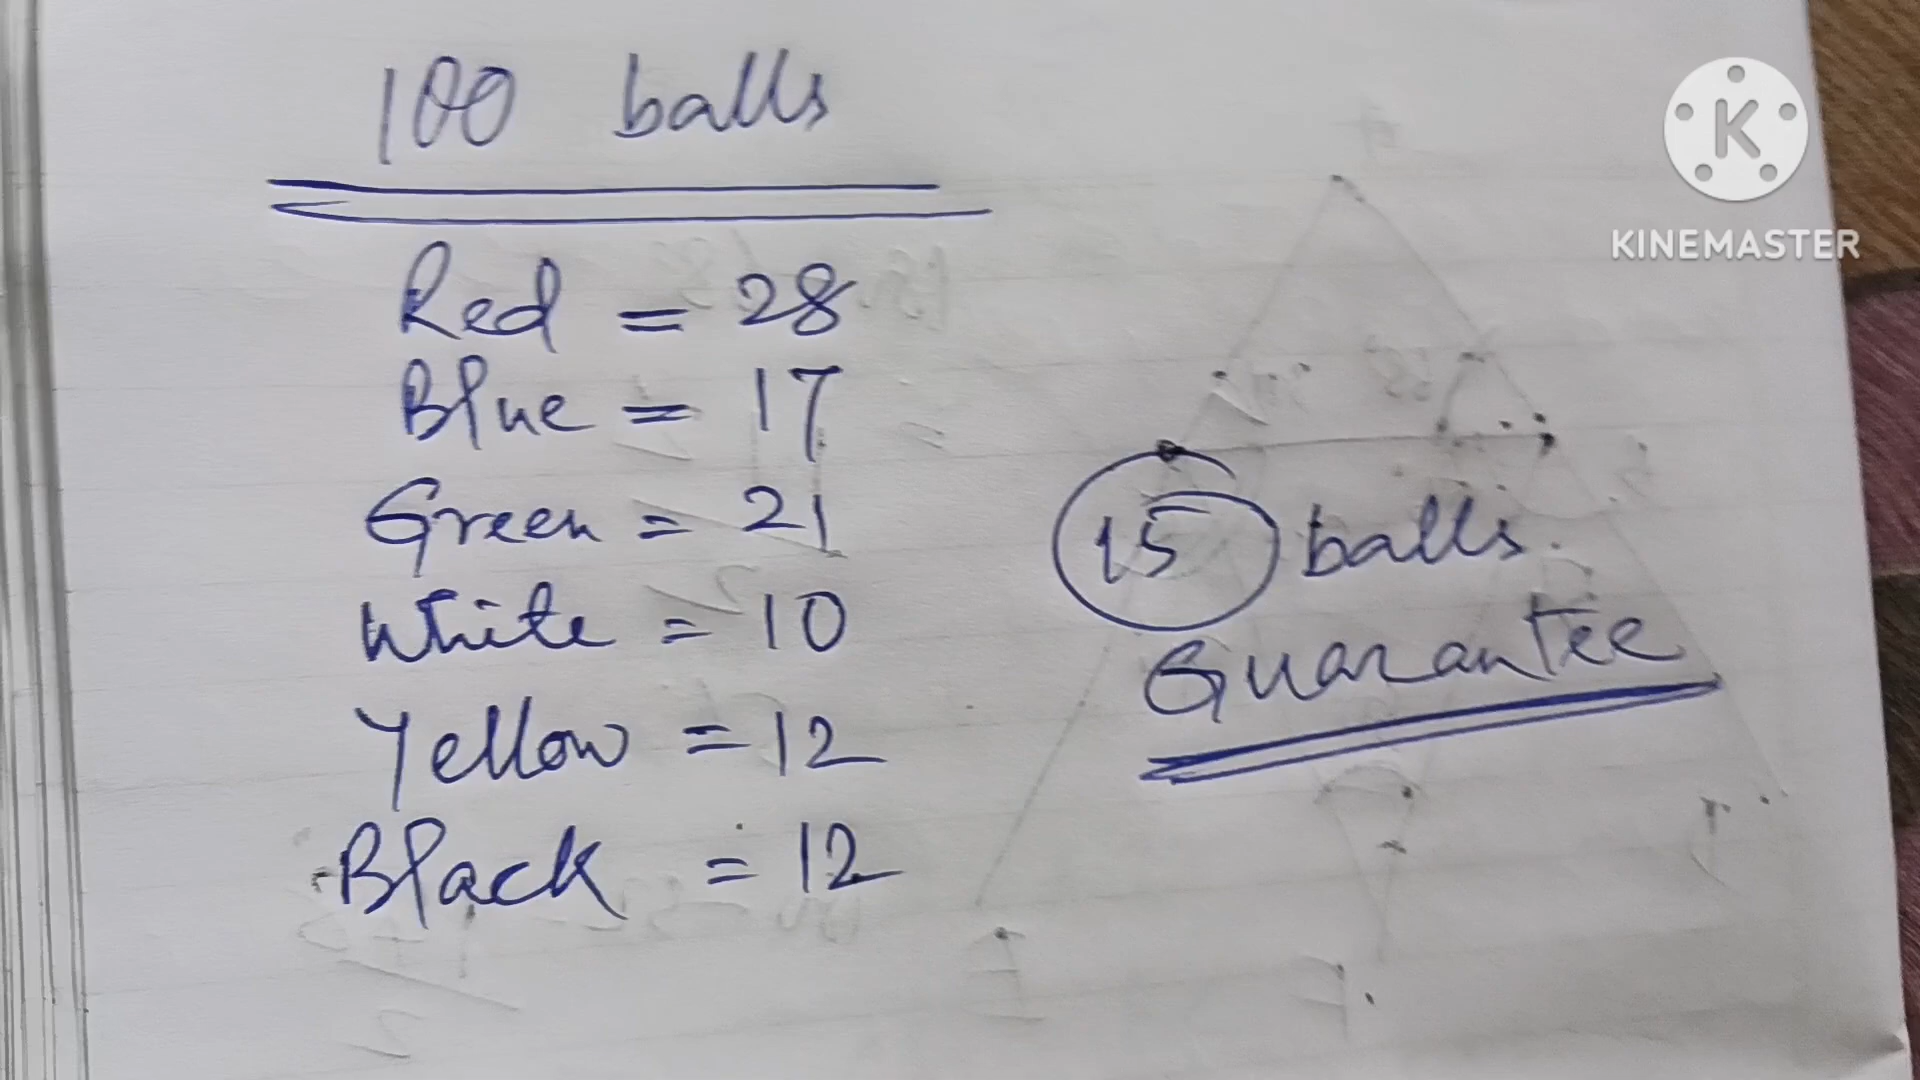 100 balls
Red = 28
Blue = 17
Green = 21
White = 10
Yellow = 12
Black = 12
15 balls.
Guarantee
K
KINEMASTER